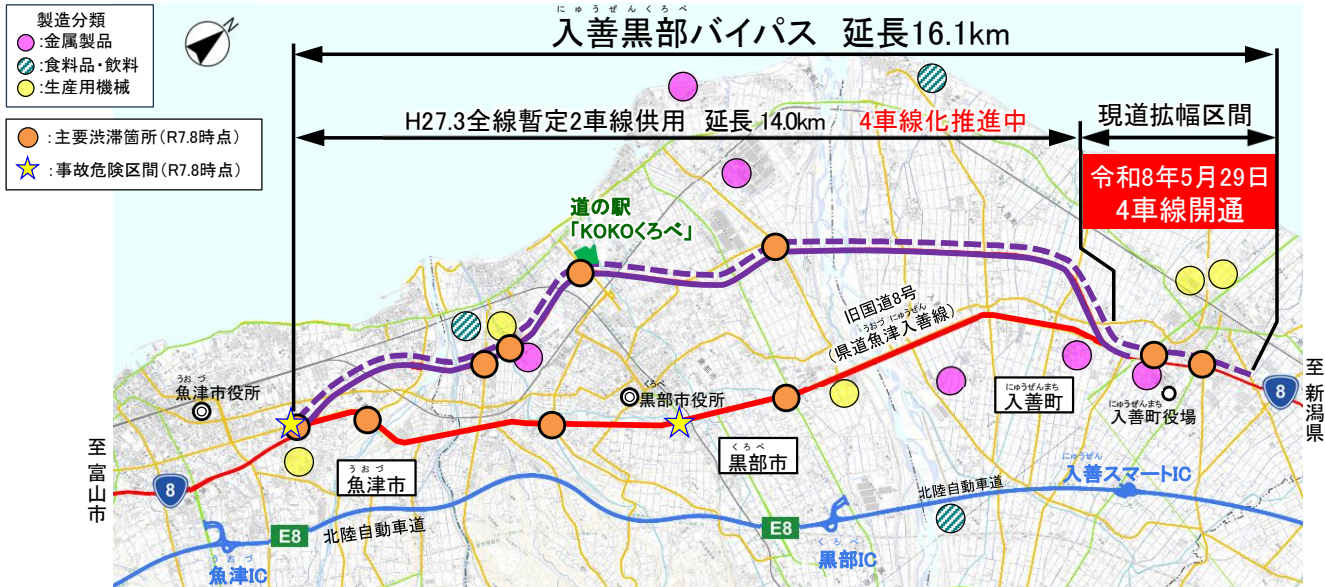 製造分類
:金属製品
:食料品・飲料
:生産用機械
:主要渋滞箇所(R7.8時点)
:事故危険区間(R7.8時点)
N
にゅうぜんくろべ
入善黒部バイパス 延長16.1km
H27.3全線暫定2車線供用 延長 14.0km 4車線化推進中
現道拡幅区間
令和8年5月29日
4車線開通
道の駅
「KOKOくろべ」
旧国道8号
うおづ にゅうぜん
(県道魚津入善線)
うおづ
魚津市役所
くろべ
黒部市役所
にゅうぜんまち
入善町
にゅうぜんまち
入善町役場
至新潟県
8
至富山市
8
うおづ
魚津市
くろべ
黒部市
にゅうぜん
入善スマートIC
北陸自動車道
E8
北陸自動車道
E8
うおづ
魚津IC
くろべ
黒部IC